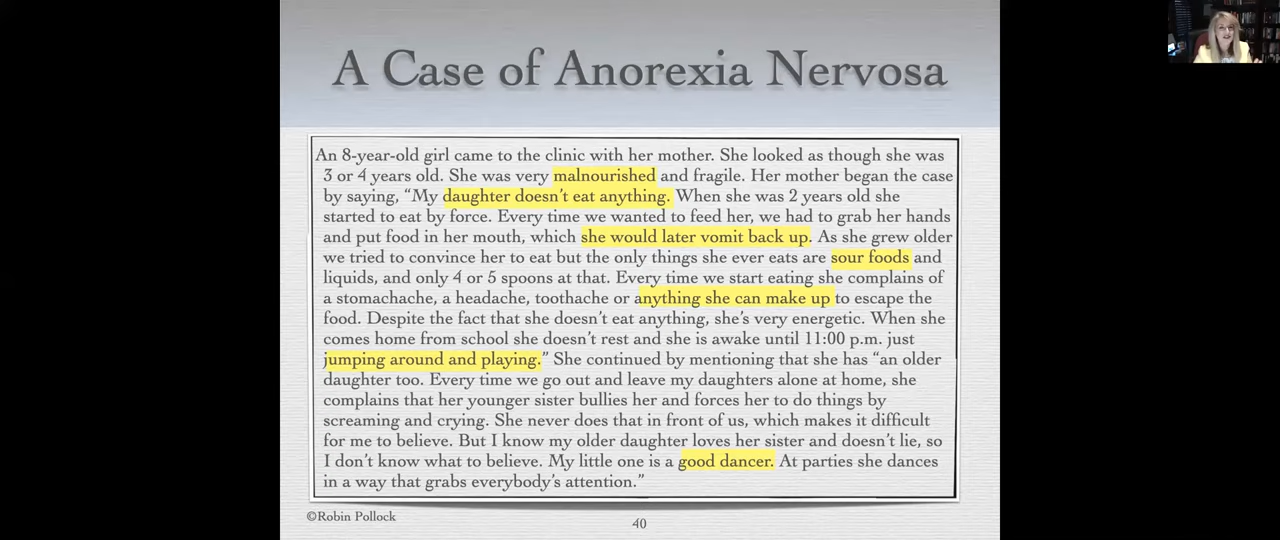 A Case of Anorexia Nervosa
An 8-year-old girl came to the clinic with her mother. She looked as though she was
3 or 4 years old. She was very malnourished and fragile. Her mother began the case
by saying, “My daughter doesn’t eat anything. When she was 2 years old she
started to eat by force. Every time we wanted to feed her, we had to grab her hands
and put food in her mouth, which she would later vomit back up. As she grew older
we tried to convince her to eat but the only things she ever eats are sour foods and
liquids, and only 4 or 5 spoons at that. Every time we start eating she complains of
a stomachache, a headache, toothache or anything she can make up to escape the
food. Despite the fact that she doesn’t eat anything, she’s very energetic. When she
comes home from school she doesn’t rest and she is awake until 11:00 p.m. just
jumping around and playing.” She continued by mentioning that she has “an older
daughter too. Every time we go out and leave my daughters alone at home, she
complains that her younger sister bullies her and forces her to do things by
screaming and crying. She never does that in front of us, which makes it difficult
for me to believe. But I know my older daughter loves her sister and doesn’t lie, so
I don’t know what to believe. My little one is a good dancer. At parties she dances
in a way that grabs everybody’s attention.”
©Robin Pollock
40